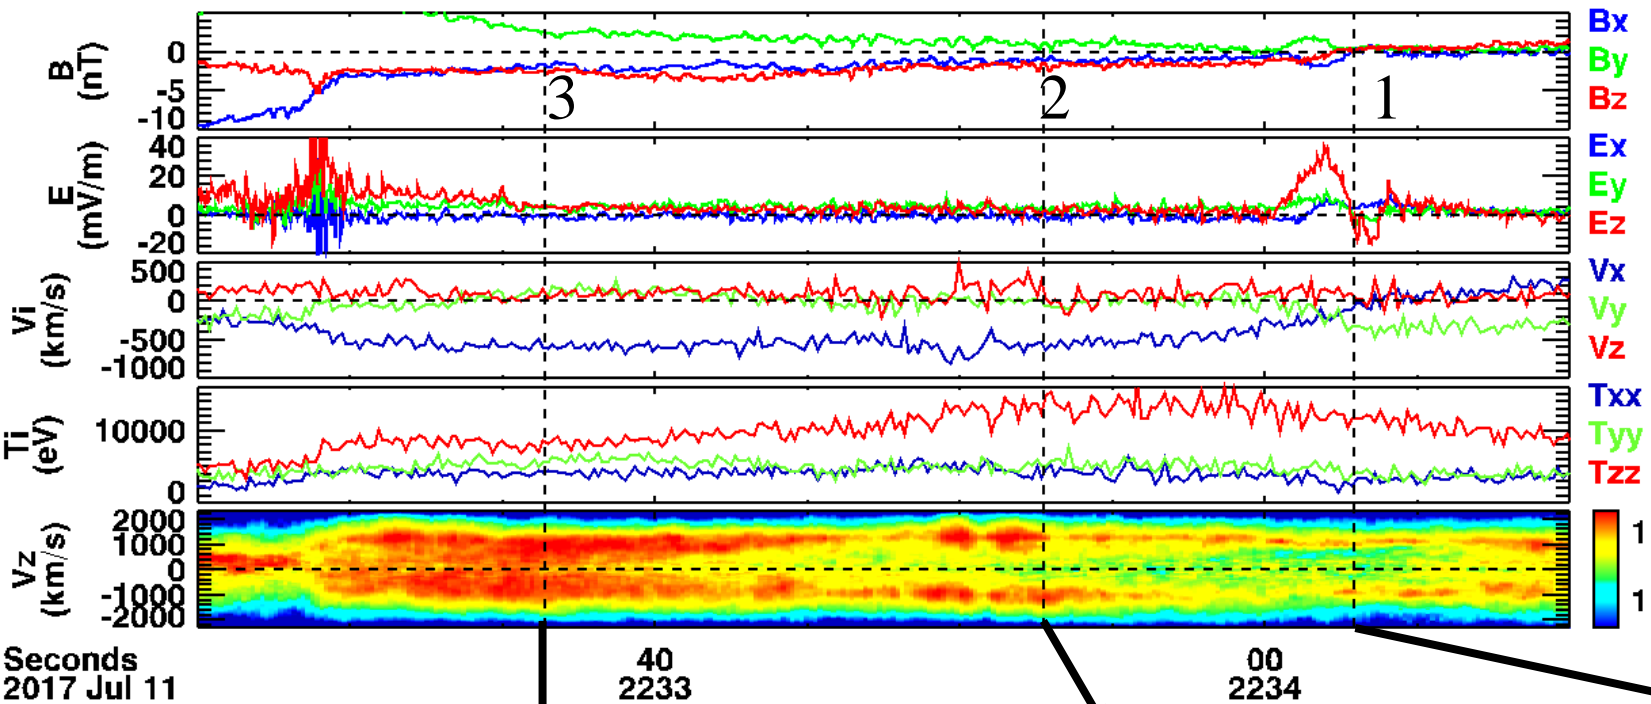 B
(nT)
0
-5
-10
3
2
1
Bx
By
Bz
E
(mV/m)
40
20
0
-20
Ex
Ey
Ez
Vi
(km/s)
500
0
-500
-1000
Vx
Vy
Vz
Ti
(eV)
10000
0
Txx
Tyy
Tzz
Vz
(km/s)
2000
1000
0
-1000
-2000
1
1
Seconds 40 00
2017 Jul 11 2233 2234